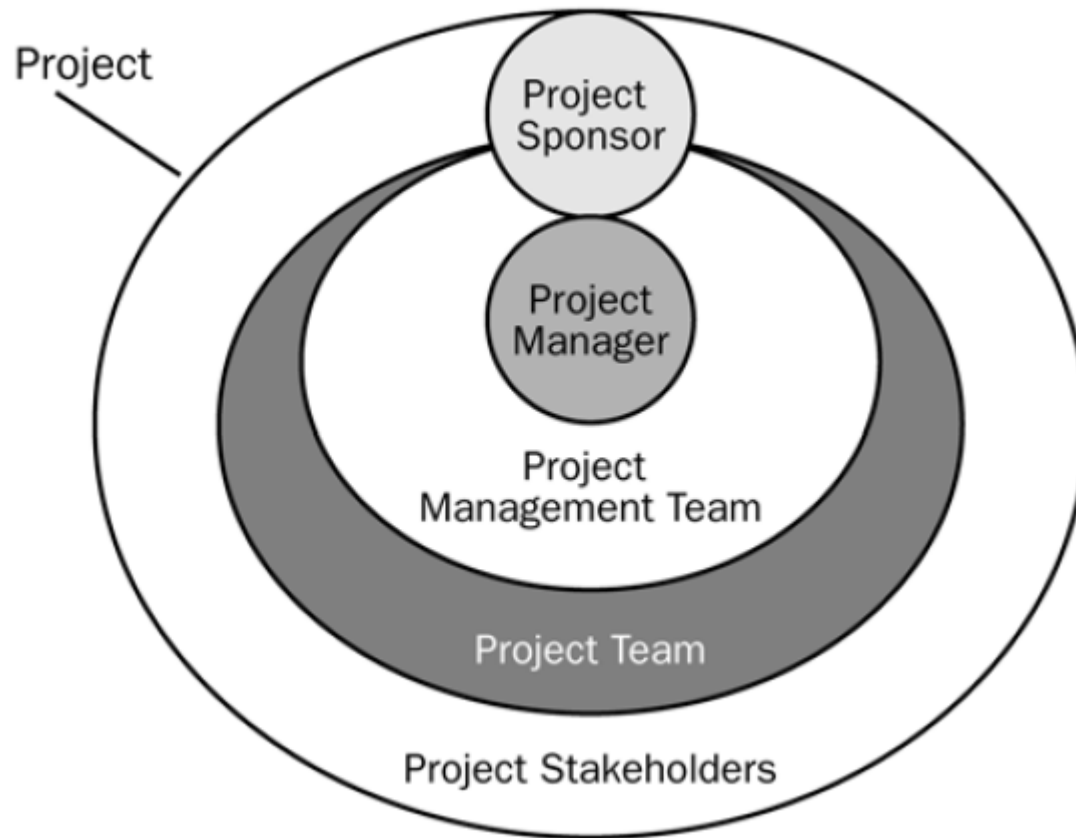 Project
Project
Sponsor
Project
Manager
Project
Management Team
Project Team
Project Stakeholders